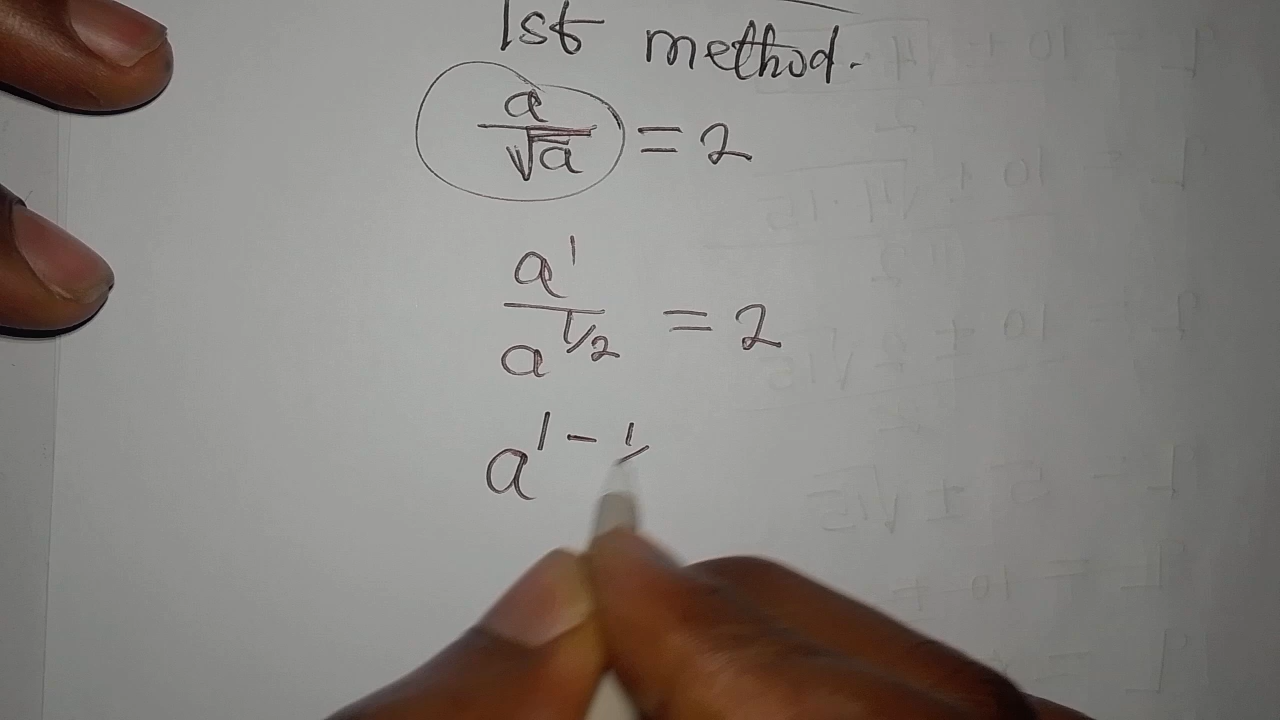 1st method.
a/√a = 2
a^1/a^1/2 = 2
a^1 - 1/